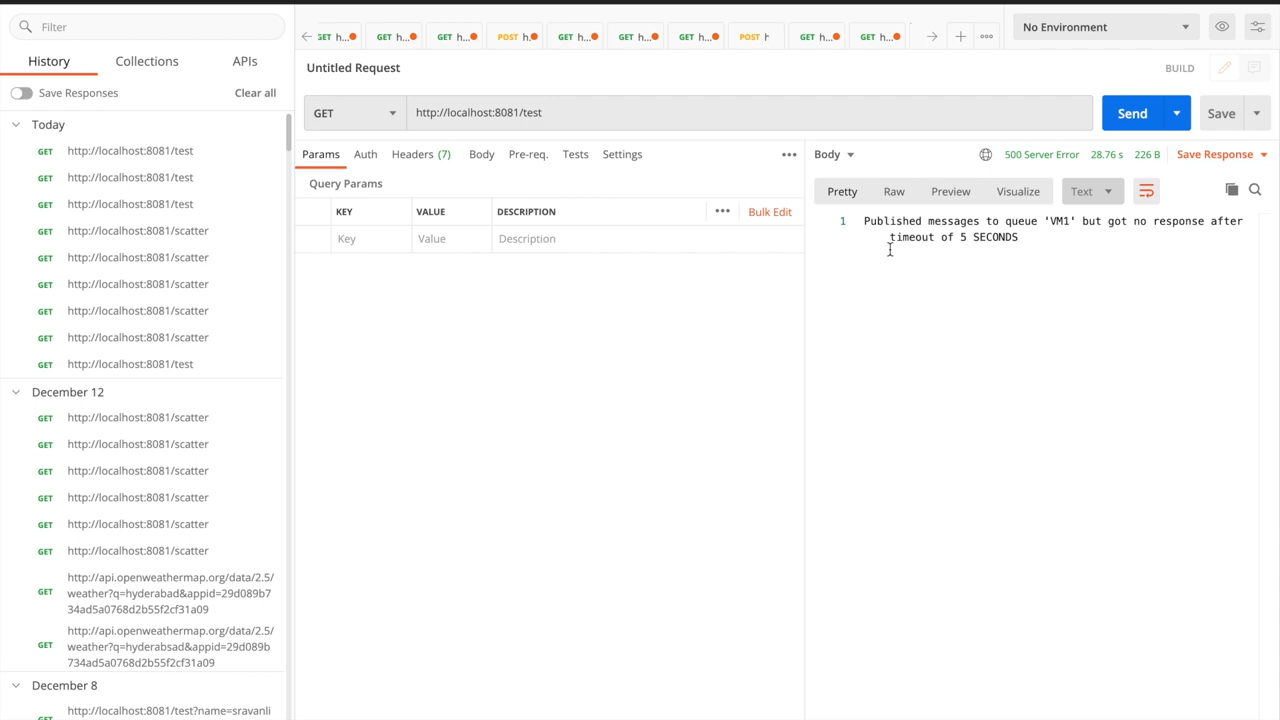 Filter
GET h...
GET h...
GET h...
POST h.
GET h...
GET h...
GET h...
POST h
GET h...
GET h...
No Environment
History
Collections
APIs
Untitled Request
BUILD
Save Responses
Clear all
GET
http://localhost:8081/test
Send
Save
Today
GET http://localhost:8081/test
GET http://localhost:8081/test
GET http://localhost:8081/test
GET http://localhost:8081/scatter
GET http://localhost:8081/scatter
GET http://localhost:8081/scatter
GET http://localhost:8081/scatter
GET http://localhost:8081/scatter
GET http://localhost:8081/test
December 12
GET http://localhost:8081/scatter
GET http://localhost:8081/scatter
GET http://localhost:8081/scatter
GET http://localhost:8081/scatter
GET http://localhost:8081/scatter
GET http://localhost:8081/scatter
http://api.openweathermap.org/data/2.5/
GET weather?q=hyderabad&appid=29d089b7
34ad5a0768d2b55f2cf31a09
http://api.openweathermap.org/data/2.5/
GET weather?q=hyderabsad&appid=29d089b
734ad5a0768d2b55f2cf31a09
December 8
http://localhost:8081/test?name=sravanli
Params
Auth
Headers (7)
Body
Pre-req.
Tests
Settings
Query Params
KEY
VALUE
DESCRIPTION
Bulk Edit
Key
Value
Description
Body
500 Server Error
28.76 s
226 B
Save Response
Pretty
Raw
Preview
Visualize
Text
1 Published messages to queue 'VM1' but got no response after
timeout of 5 SECONDS